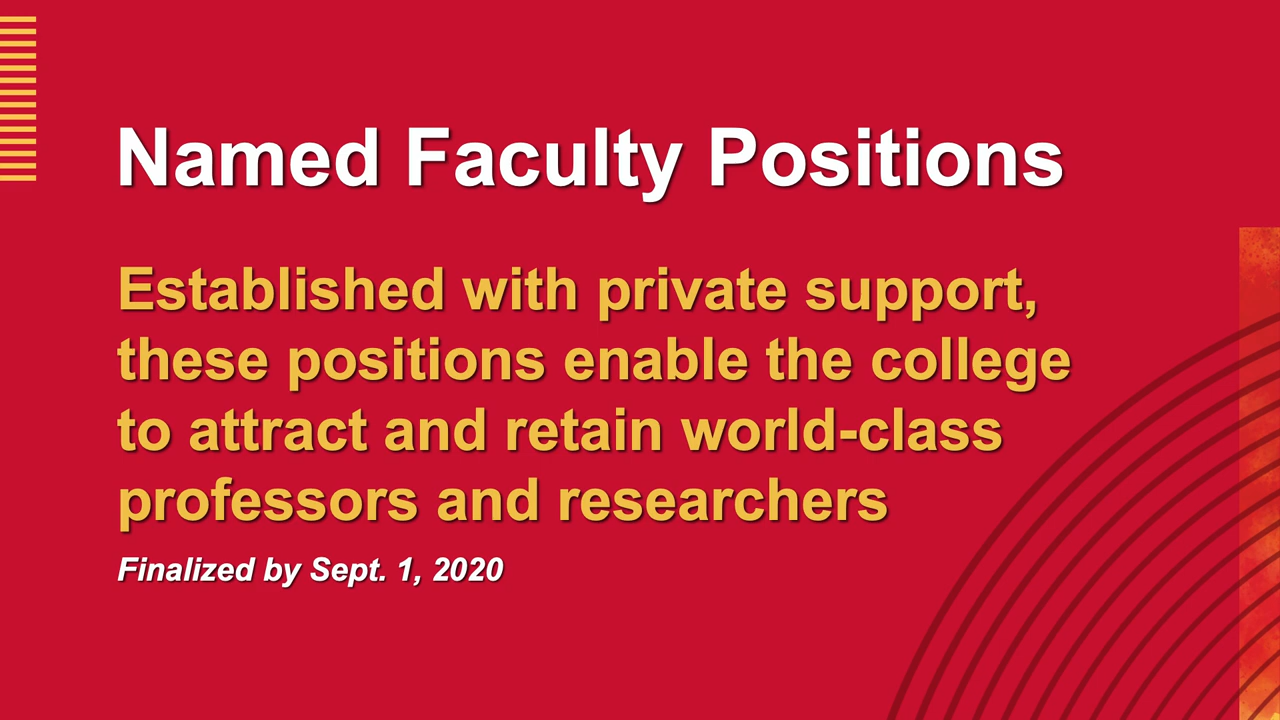 Named Faculty Positions
Established with private support,
these positions enable the college
to attract and retain world-class
professors and researchers
Finalized by Sept. 1, 2020